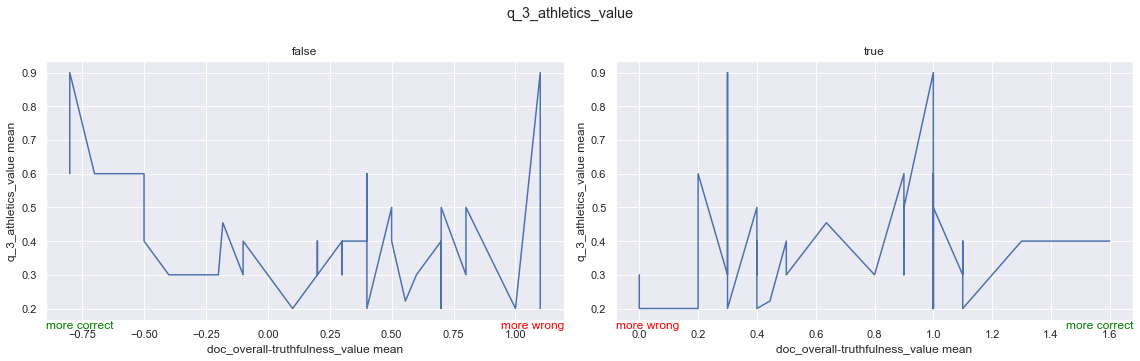 q_3_athletics_value
false
true
q_3_athletics_value mean
0.9
0.8
0.7
0.6
0.5
0.4
0.3
0.2
q_3_athletics_value mean
0.9
0.8
0.7
0.6
0.5
0.4
0.3
0.2
more correct
more wrong
more wrong
more correct
−0.75 −0.50 −0.25 0.00 0.25 0.50 0.75 1.00
0.0 0.2 0.4 0.6 0.8 1.0 1.2 1.4 1.6
doc_overall-truthfulness_value mean
doc_overall-truthfulness_value mean